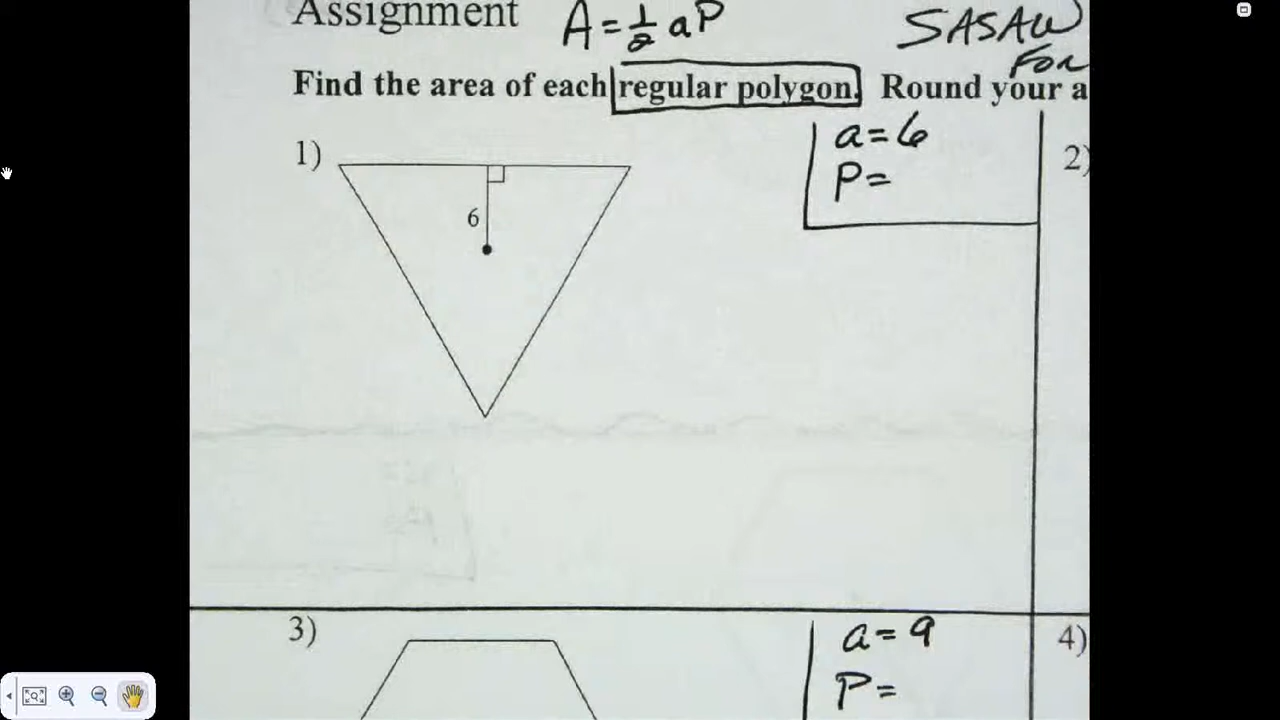 Assignment A = 1/2 aP SASAW
FOR
Find the area of each regular polygon. Round your a
1) a = 6 2)
P =
6
3) a = 9 4)
P =